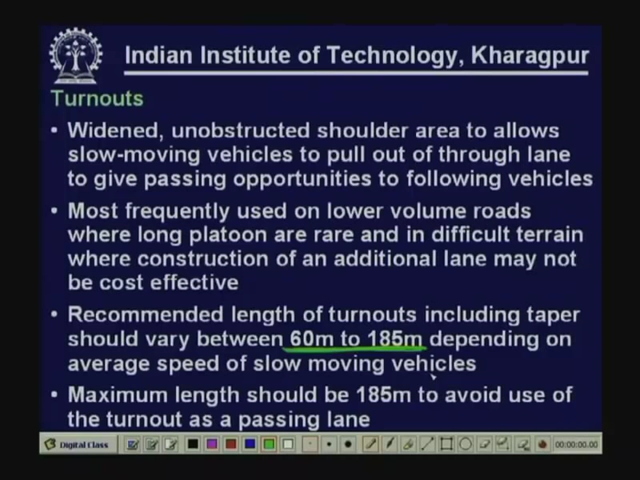 Indian Institute of Technology, Kharagpur
Turnouts
• Widened, unobstructed shoulder area to allows
slow-moving vehicles to pull out of through lane
to give passing opportunities to following vehicles
• Most frequently used on lower volume roads
where long platoon are rare and in difficult terrain
where construction of an additional lane may not
be cost effective
• Recommended length of turnouts including taper
should vary between 60m to 185m depending on
average speed of slow moving vehicles
• Maximum length should be 185m to avoid use of
the turnout as a passing lane
Digital Class
00:00:00.00